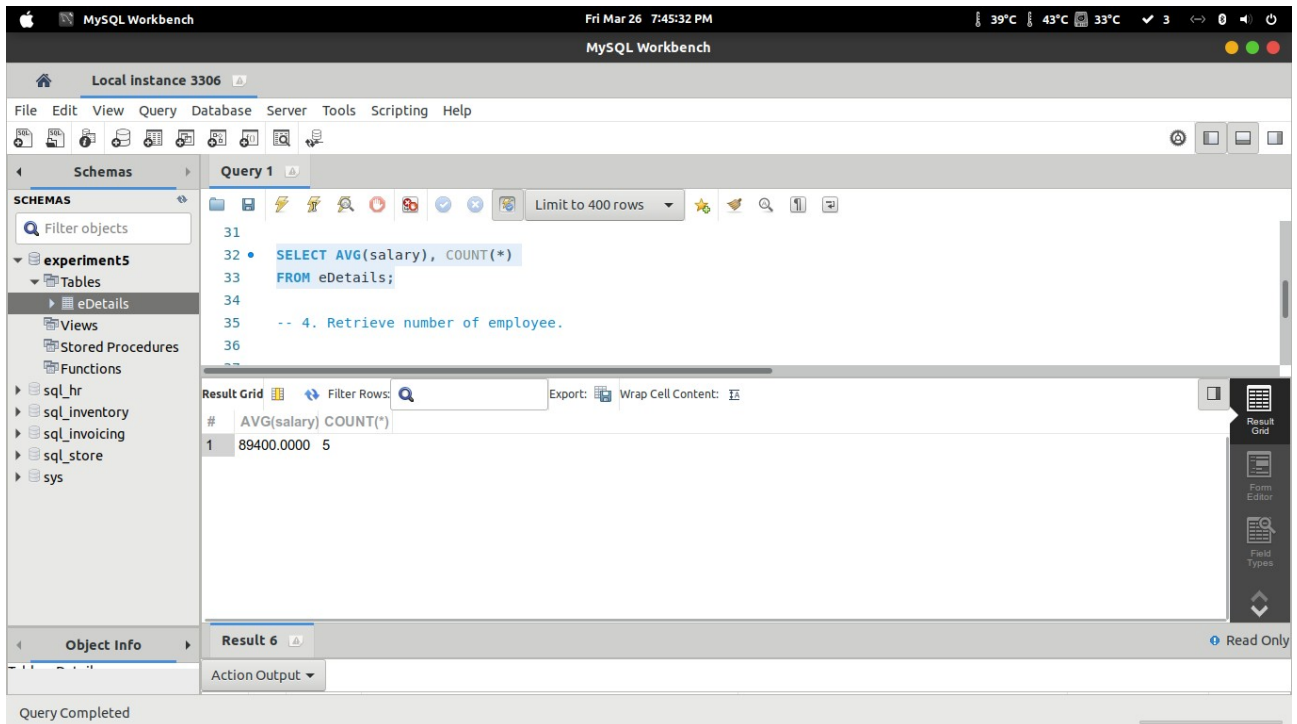 MySQL Workbench
Fri Mar 26 7:45:32 PM
39°C 43°C 33°C 3
MySQL Workbench
Local instance 3306
File Edit View Query Database Server Tools Scripting Help
Schemas
Query 1
SCHEMAS
Limit to 400 rows
Filter objects
31
32 SELECT AVG(salary), COUNT(*)
33 FROM eDetails;
34
35 -- 4. Retrieve number of employee.
36
experiment5
Tables
eDetails
Views
Stored Procedures
Functions
sql_hr
sql_inventory
sql_invoicing
sql_store
sys
Result Grid Filter Rows: Export: Wrap Cell Content:
# AVG(salary) COUNT(*)
1 89400.0000 5
Result
Grid
Form
Editor
Field
Types
Object Info
Result 6
Read Only
Action Output
Query Completed